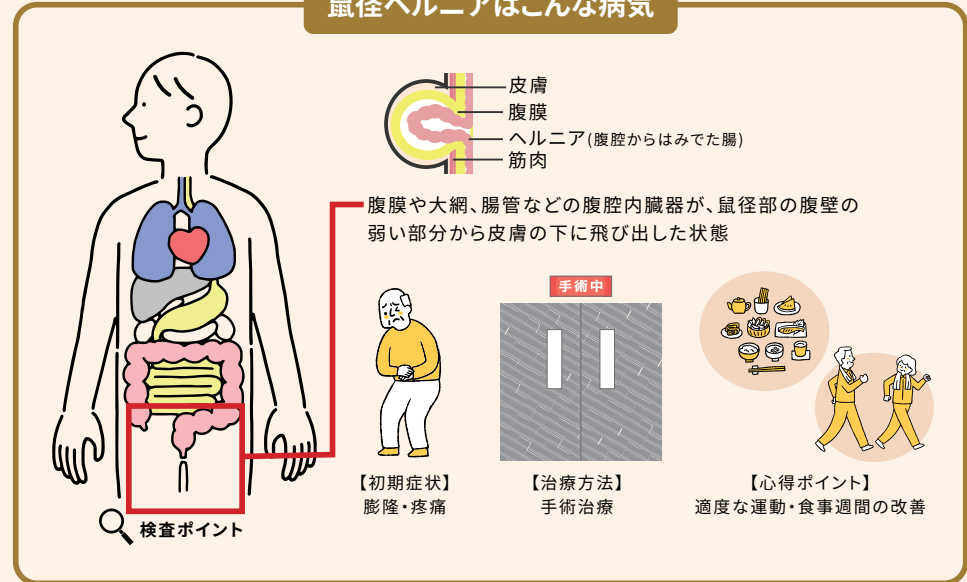 鼠径ヘルニアはこんな病気
皮膚
腹膜
ヘルニア(腹腔からはみでた腸)
筋肉
腹膜や大網、腸管などの腹腔内臓器が、鼠径部の腹壁の
弱い部分から皮膚の下に飛び出した状態
手術中
【初期症状】
膨隆・疼痛
【治療方法】
手術治療
【心得ポイント】
適度な運動・食事週間の改善
検査ポイント